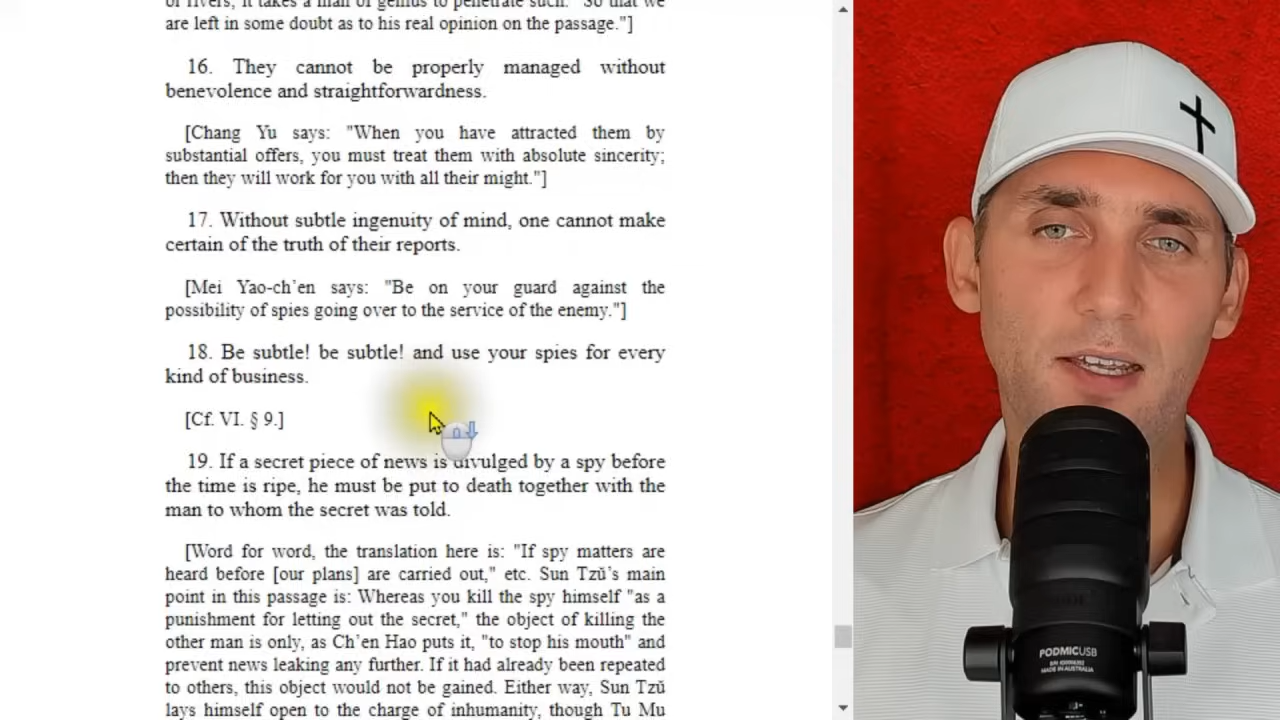 of rivers, it takes a man of genius to penetrate such." So that we
are left in some doubt as to his real opinion on the passage."]
16. They cannot be properly managed without
benevolence and straightforwardness.
[Chang Yu says: "When you have attracted them by
substantial offers, you must treat them with absolute sincerity;
then they will work for you with all their might."]
17. Without subtle ingenuity of mind, one cannot make
certain of the truth of their reports.
[Mei Yao-ch’en says: "Be on your guard against the
possibility of spies going over to the service of the enemy."]
18. Be subtle! be subtle! and use your spies for every
kind of business.
[Cf. VI. § 9.]
19. If a secret piece of news is divulged by a spy before
the time is ripe, he must be put to death together with the
man to whom the secret was told.
[Word for word, the translation here is: "If spy matters are
heard before [our plans] are carried out," etc. Sun Tzŭ’s main
point in this passage is: Whereas you kill the spy himself "as a
punishment for letting out the secret," the object of killing the
other man is only, as Ch’en Hao puts it, "to stop his mouth" and
prevent news leaking any further. If it had already been repeated
to others, this object would not be gained. Either way, Sun Tzŭ
lays himself open to the charge of inhumanity, though Tu Mu
PODMICUSB
MADE IN AUSTRALIA